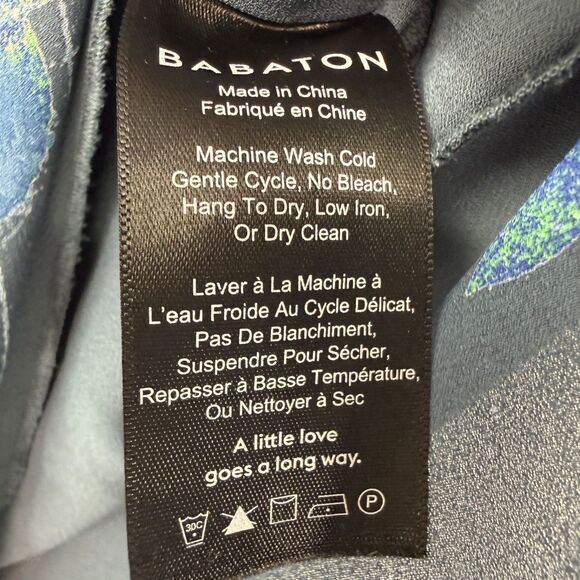 BABATON
Made in China
Fabriqué en Chine
Machine Wash Cold
Gentle Cycle, No Bleach,
Hang To Dry, Low Iron,
Or Dry Clean
Laver à La Machine à
L'eau Froide Au Cycle Délicat,
Pas De Blanchiment,
Suspendre Pour Sécher,
Repasser à Basse Température,
Ou Nettoyer à Sec
A little love
goes a long way.
30C P